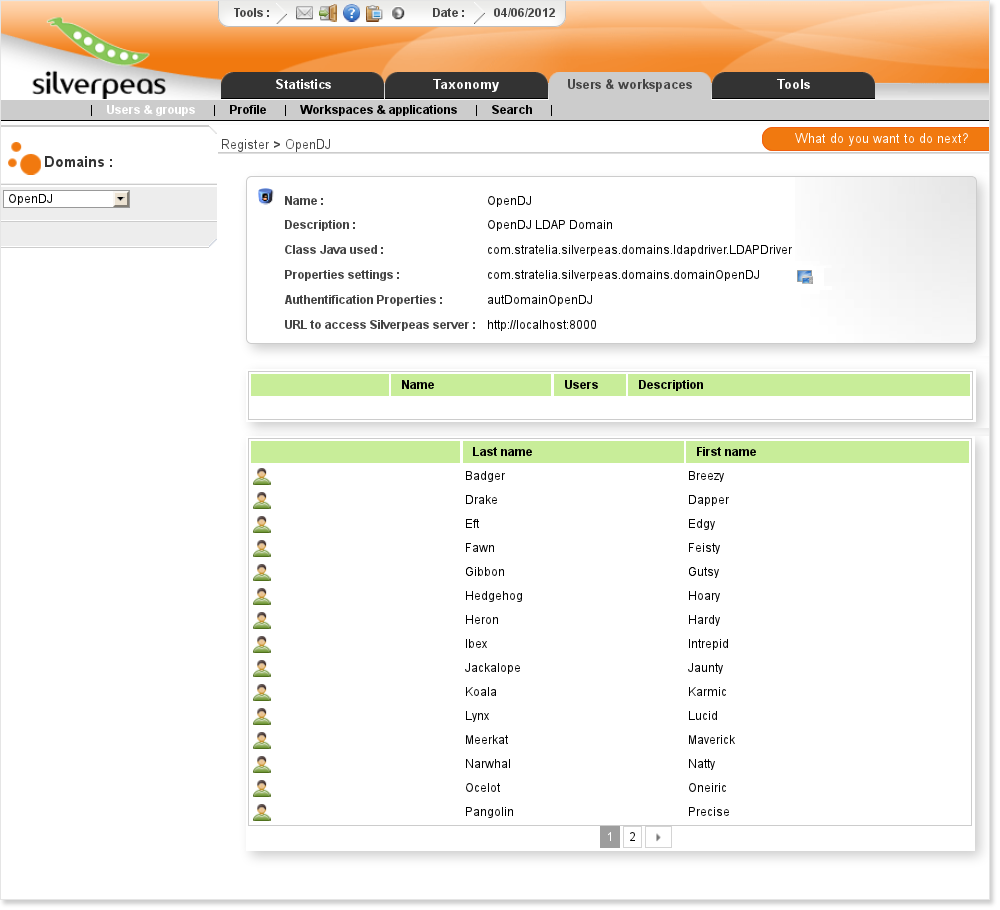 Tools : Date : 04/06/2012
silverpeas
Statistics Taxonomy Users & workspaces Tools
| Users & groups | Profile | Workspaces & applications | Search |
Domains :
OpenDJ
Register > OpenDJ
What do you want to do next?
Name : OpenDJ
Description : OpenDJ LDAP Domain
Class Java used : com.stratelia.silverpeas.domains.ldapdriver.LDAPDriver
Properties settings : com.stratelia.silverpeas.domains.domainOpenDJ
Authentification Properties : autDomainOpenDJ
URL to access Silverpeas server : http://localhost:8000
Name Users Description
Last name First name
Badger Breezy
Drake Dapper
Eft Edgy
Fawn Feisty
Gibbon Gutsy
Hedgehog Hoary
Heron Hardy
Ibex Intrepid
Jackalope Jaunty
Koala Karmic
Lynx Lucid
Meerkat Maverick
Narwhal Natty
Ocelot Oneiric
Pangolin Precise
1 2